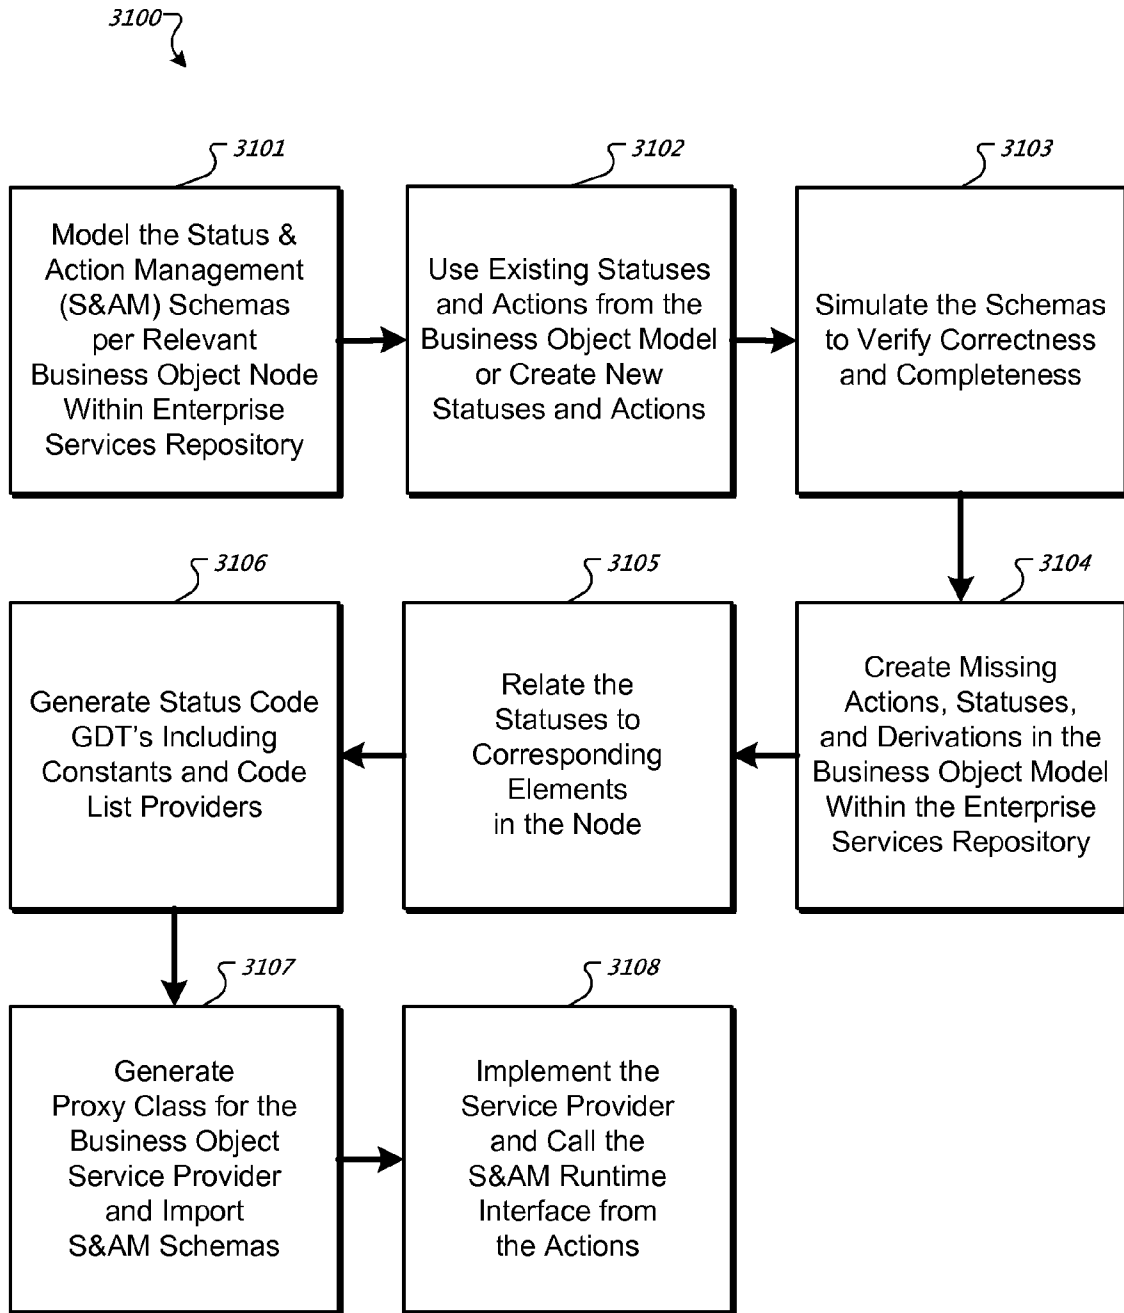 3100
3101
Model the Status &
Action Management
(S&AM) Schemas
per Relevant
Business Object Node
Within Enterprise
Services Repository
3102
Use Existing Statuses
and Actions from the
Business Object Model
or Create New
Statuses and Actions
3103
Simulate the Schemas
to Verify Correctness
and Completeness
3104
Create Missing
Actions, Statuses,
and Derivations in the
Business Object Model
Within the Enterprise
Services Repository
3105
Relate the
Statuses to
Corresponding
Elements
in the Node
3106
Generate Status Code
GDT's Including
Constants and Code
List Providers
3107
Generate
Proxy Class for the
Business Object
Service Provider
and Import
S&AM Schemas
3108
Implement the
Service Provider
and Call the
S&AM Runtime
Interface from
the Actions